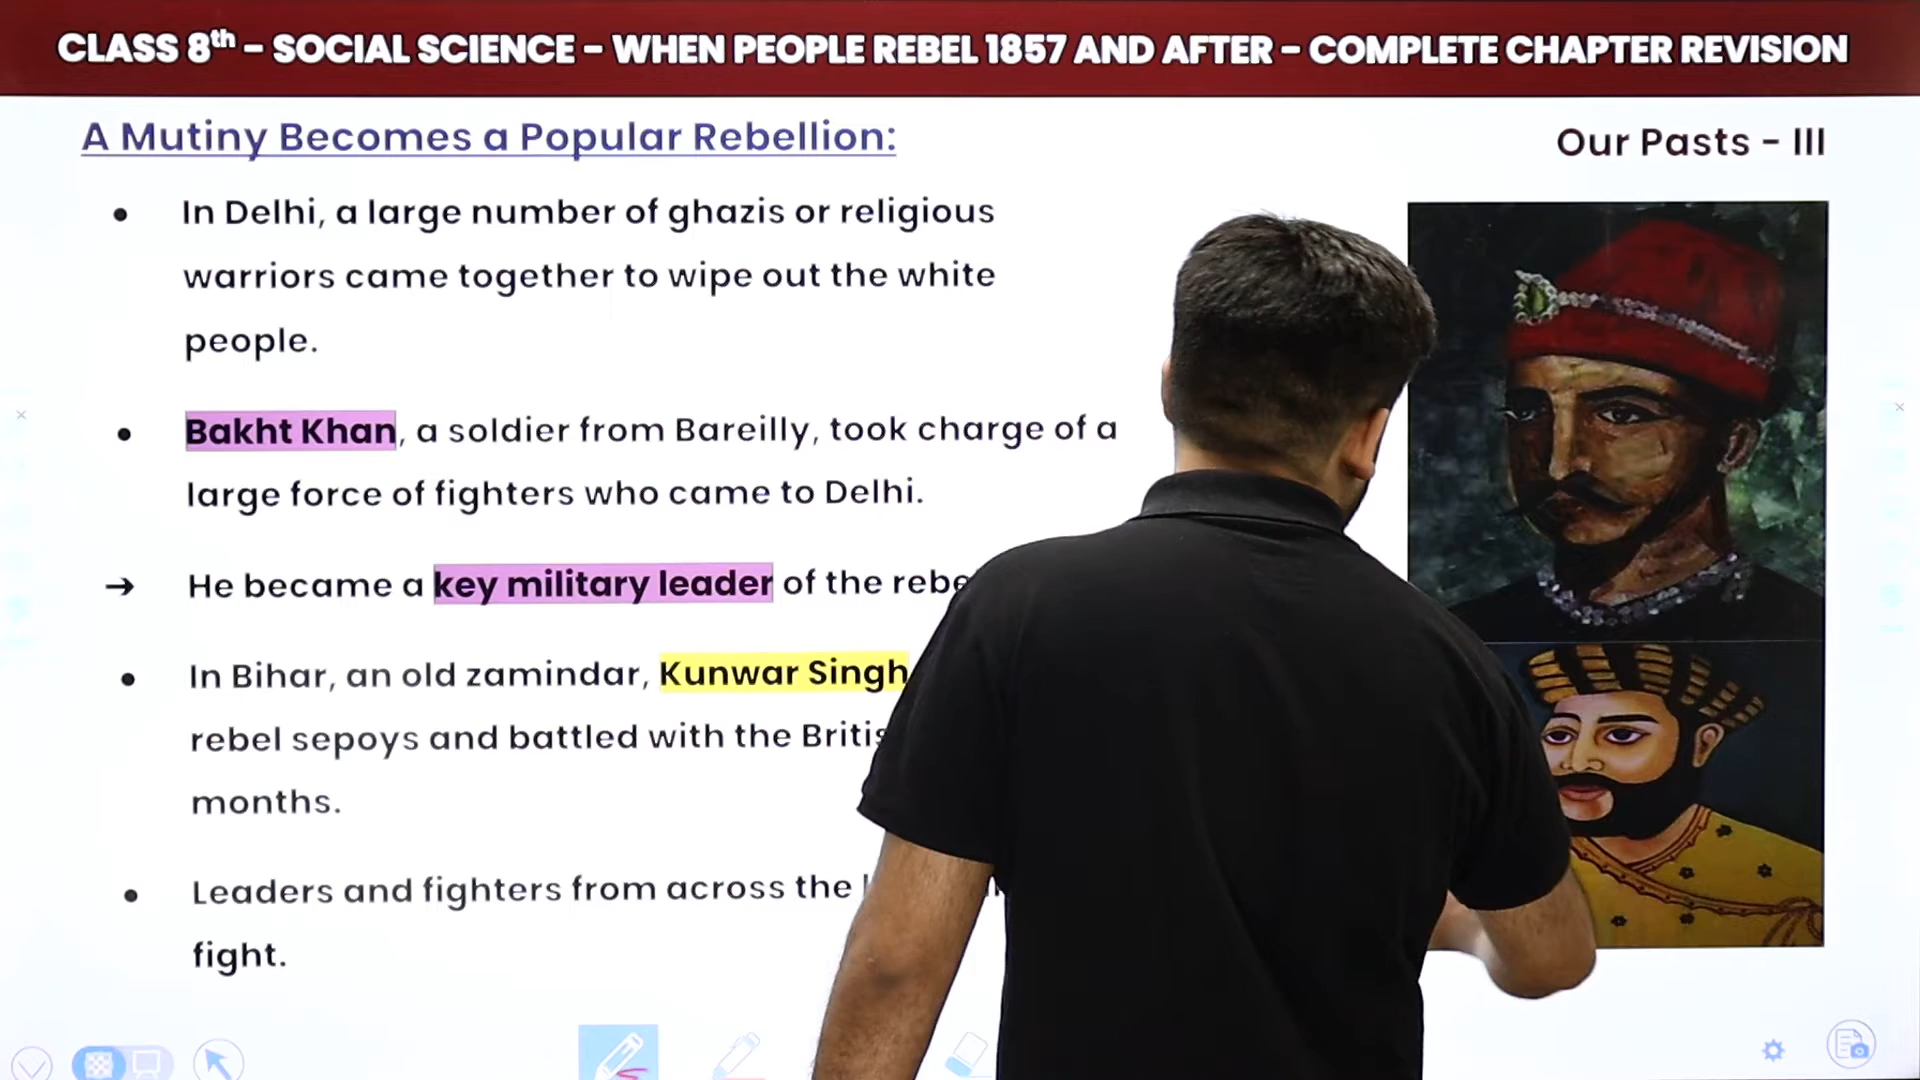 CLASS 8th – SOCIAL SCIENCE – WHEN PEOPLE REBEL 1857 AND AFTER – COMPLETE CHAPTER REVISION
A Mutiny Becomes a Popular Rebellion:
Our Pasts - III
• In Delhi, a large number of ghazis or religious
warriors came together to wipe out the white
people.
• Bakht Khan, a soldier from Bareilly, took charge of a
large force of fighters who came to Delhi.
→ He became a key military leader of the
• In Bihar, an old zamindar, Kunwar Singh
rebel sepoys and battled with the
months.
• Leaders and fighters from across the
fight.